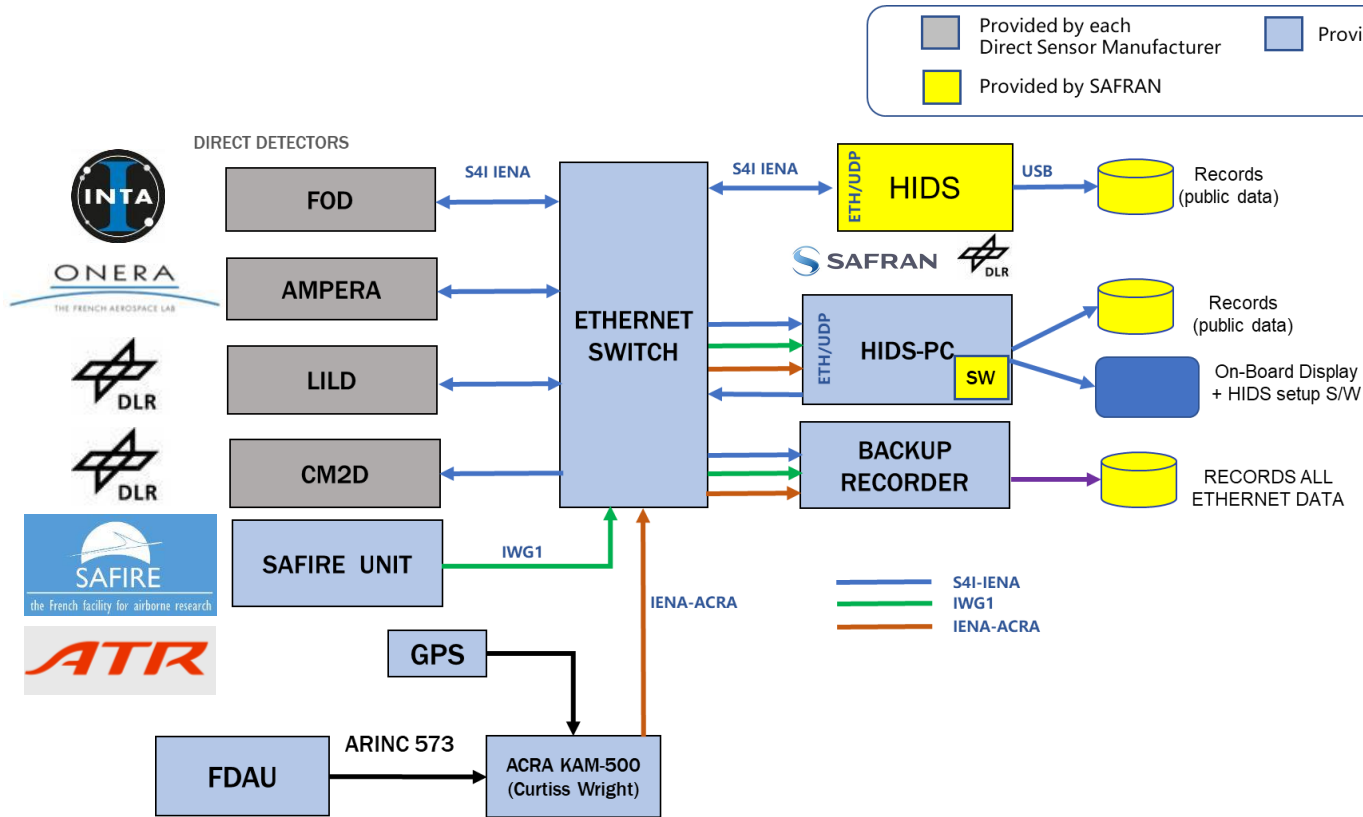 Provided by each
Direct Sensor Manufacturer
Provi
Provided by SAFRAN
DIRECT DETECTORS
INTA
FOD
S4I IENA
ETHERNET
SWITCH
S4I IENA
ETH/UDP
HIDS
USB
Records
(public data)
SAFRAN
DLR
ONERA
THE FRENCH AEROSPACE LAB
AMPERA
ETH/UDP
HIDS-PC
SW
Records
(public data)
On-Board Display
+ HIDS setup S/W
DLR
LILD
DLR
CM2D
BACKUP
RECORDER
RECORDS ALL
ETHERNET DATA
SAFIRE
the French facility for airborne research
SAFIRE UNIT
IWG1
IENA-ACRA
S4I-IENA
IWG1
IENA-ACRA
ATR
GPS
FDAU
ARINC 573
ACRA KAM-500
(Curtiss Wright)